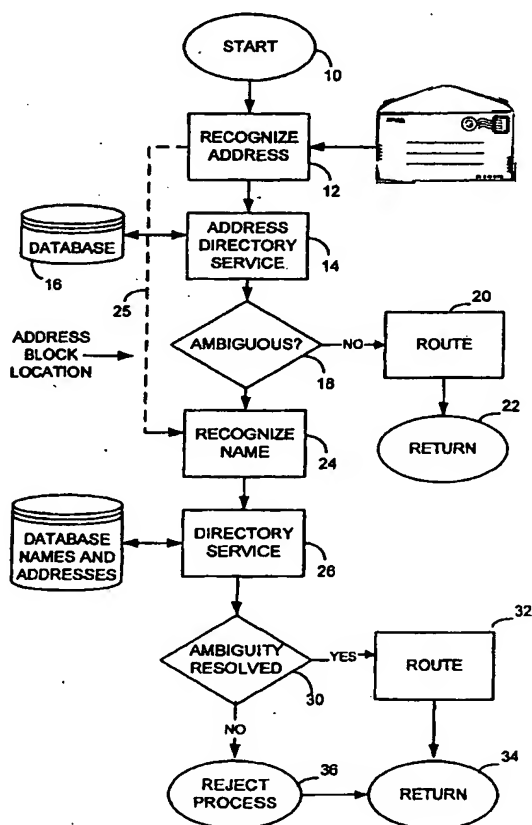 START
10
RECOGNIZE
ADDRESS
12
DATABASE
16
ADDRESS
DIRECTORY
SERVICE
14
25
ADDRESS
BLOCK
LOCATION
AMBIGUOUS?
18
NO
20
ROUTE
22
RETURN
RECOGNIZE
NAME
24
DATABASE
NAMES AND
ADDRESSES
DIRECTORY
SERVICE
26
AMBIGUITY
RESOLVED
30
YES
32
ROUTE
NO
REJECT
PROCESS
36
RETURN
34